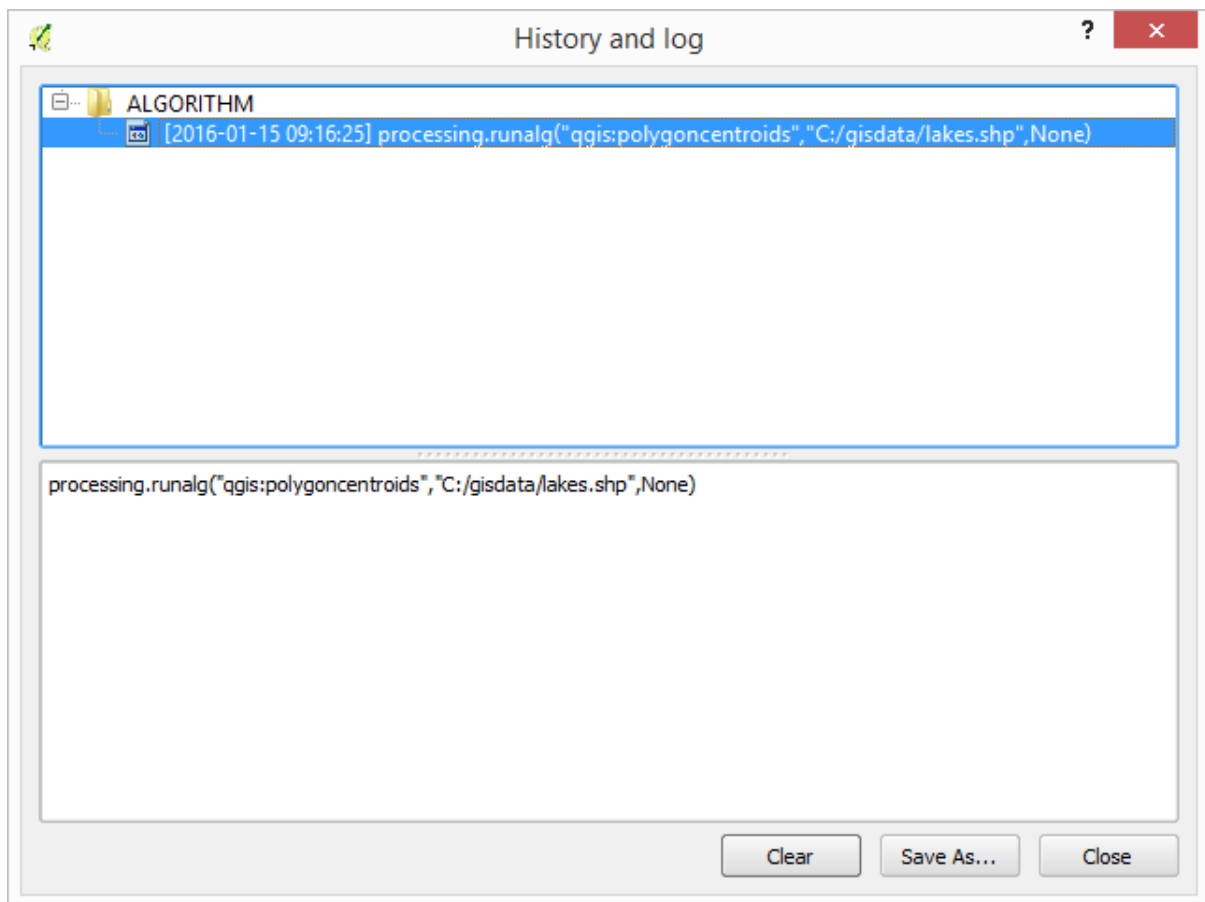 History and log
?
ALGORITHM
[2016-01-15 09:16:25] processing.runalg("qgis:polygoncentroids","C:/gisdata/lakes.shp",None)
processing.runalg("qgis:polygoncentroids","C:/gisdata/lakes.shp",None)
Clear
Save As...
Close